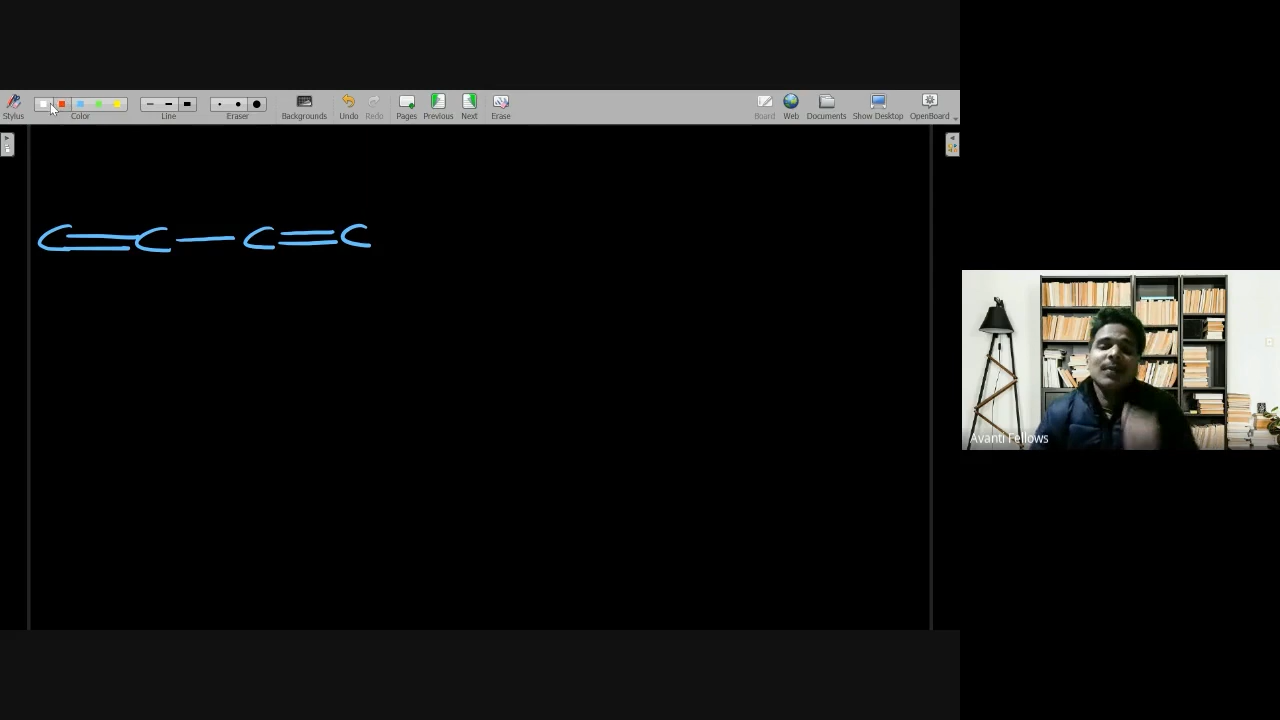 Stylus Color Line Eraser Backgrounds Undo Redo Pages Previous Next Erase Board Web Documents Show Desktop OpenBoard
C=C—C=C
Avanti Fellows